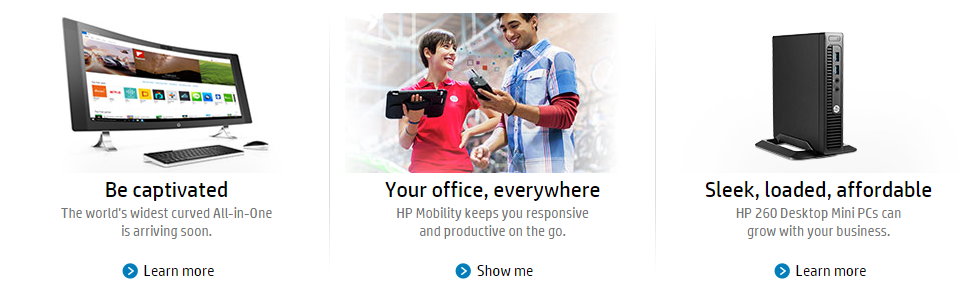 Be captivated
The world's widest curved All-in-One
is arriving soon.
Learn more
Your office, everywhere
HP Mobility keeps you responsive
and productive on the go.
Show me
Sleek, loaded, affordable
HP 260 Desktop Mini PCs can
grow with your business.
Learn more